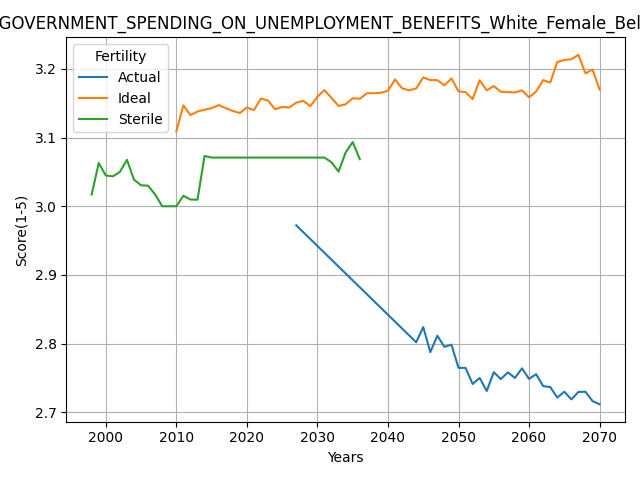 GOVERNMENT_SPENDING_ON_UNEMPLOYMENT_BENEFITS_White_Female_Bel
Fertility
Actual
Ideal
Sterile
3.2
3.1
3.0
2.9
2.8
2.7
Score(1-5)
2000 2010 2020 2030 2040 2050 2060 2070
Years